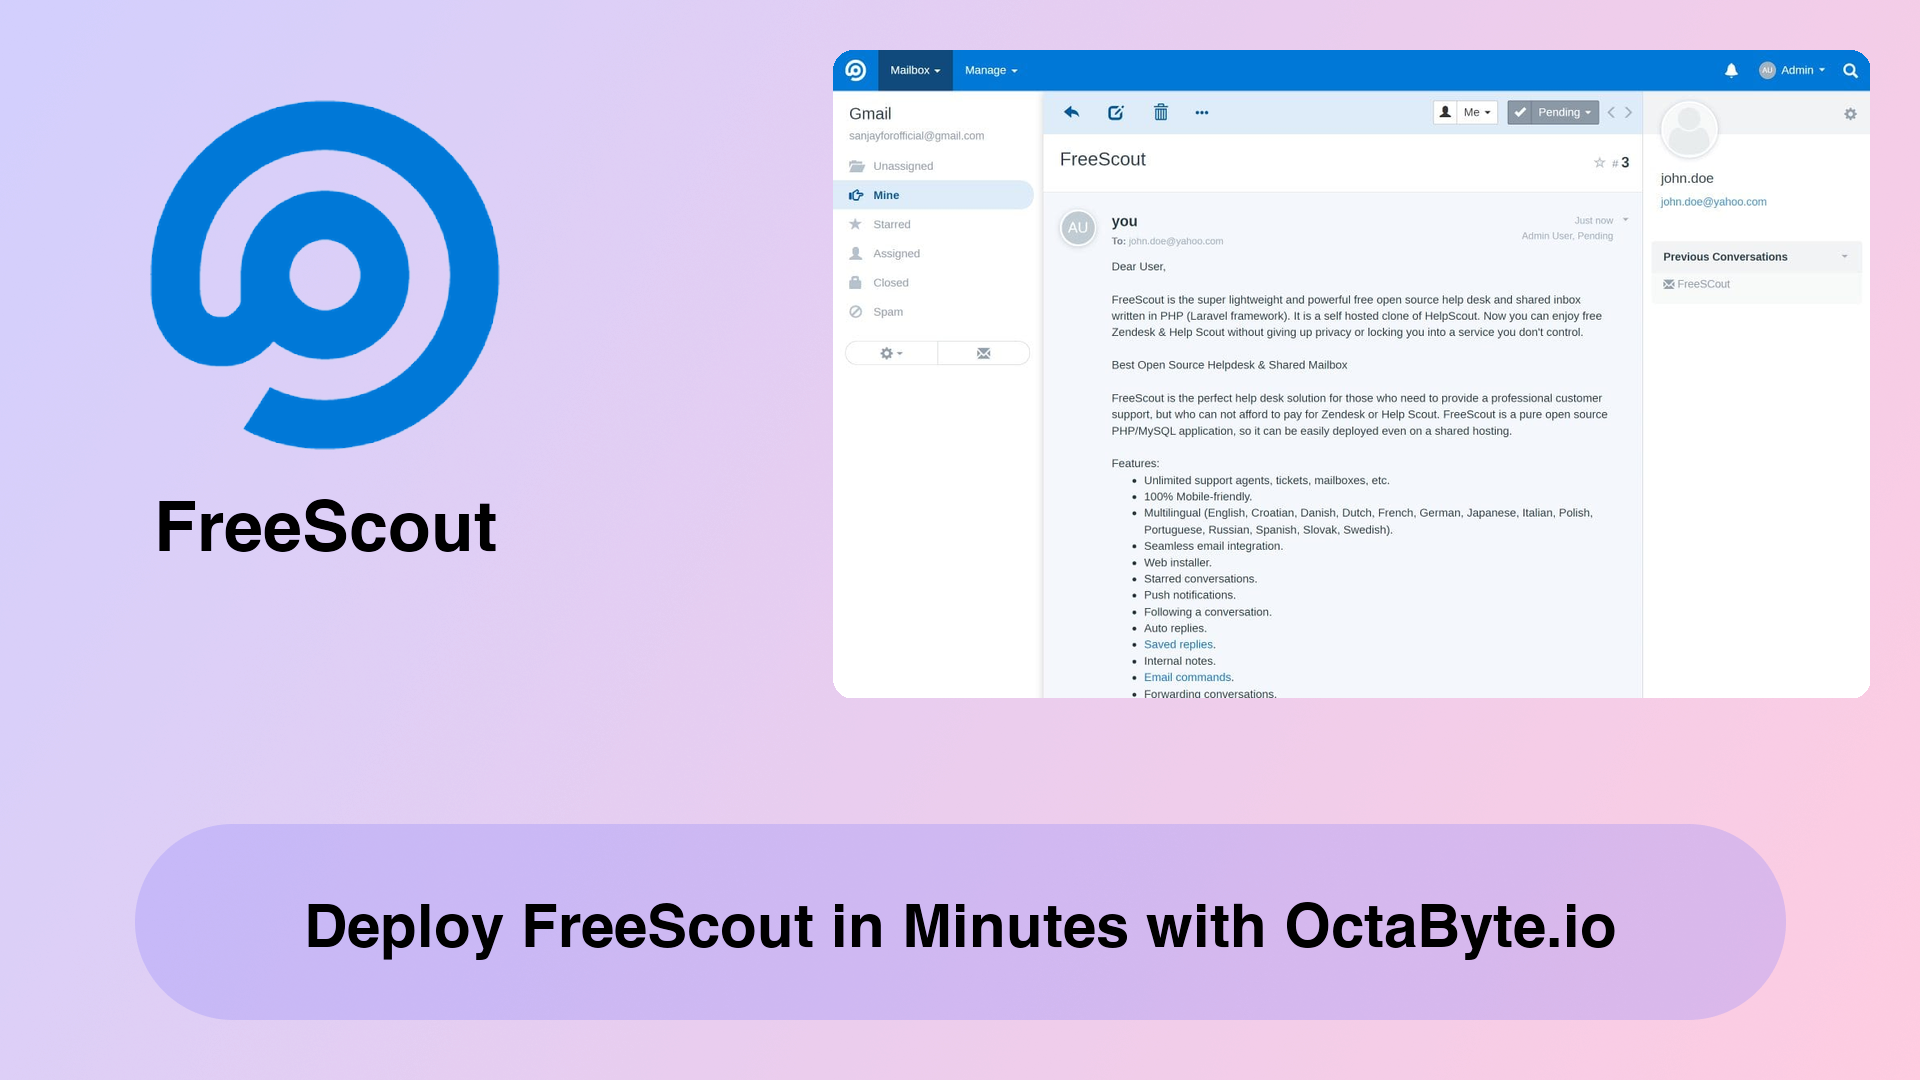 FreeScout
Mailbox
Manage
AU
Admin
Gmail
sanjayforofficial@gmail.com
Unassigned
Mine
Starred
Assigned
Closed
Spam
Me
Pending
FreeScout
# 3
AU
you
Just now
To: john.doe@yahoo.com
Admin User, Pending
Dear User,
FreeScout is the super lightweight and powerful free open source help desk and shared inbox
written in PHP (Laravel framework). It is a self hosted clone of HelpScout. Now you can enjoy free
Zendesk & Help Scout without giving up privacy or locking you into a service you don't control.
Best Open Source Helpdesk & Shared Mailbox
FreeScout is the perfect help desk solution for those who need to provide a professional customer
support, but who can not afford to pay for Zendesk or Help Scout. FreeScout is a pure open source
PHP/MySQL application, so it can be easily deployed even on a shared hosting.
Features:
Unlimited support agents, tickets, mailboxes, etc.
100% Mobile-friendly.
Multilingual (English, Croatian, Danish, Dutch, French, German, Japanese, Italian, Polish,
Portuguese, Russian, Spanish, Slovak, Swedish).
Seamless email integration.
Web installer.
Starred conversations.
Push notifications.
Following a conversation.
Auto replies.
Saved replies.
Internal notes.
Email commands.
Forwarding conversations.
john.doe
john.doe@yahoo.com
Previous Conversations
FreeSCout
Deploy FreeScout in Minutes with OctaByte.io